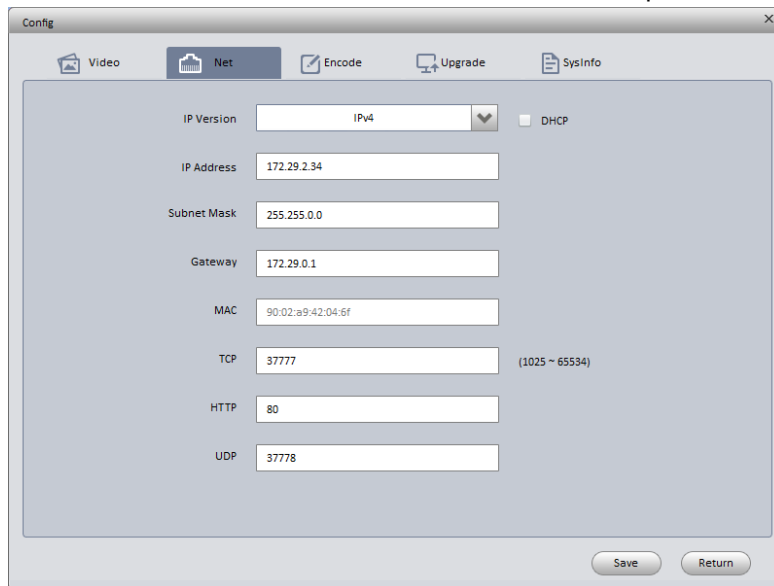 Config
Video Net Encode Upgrade SysInfo
IP Version IPv4 DHCP
IP Address 172.29.2.34
Subnet Mask 255.255.0.0
Gateway 172.29.0.1
MAC 90:02:a9:42:04:6f
TCP 37777 (1025 ~ 65534)
HTTP 80
UDP 37778
Save Return